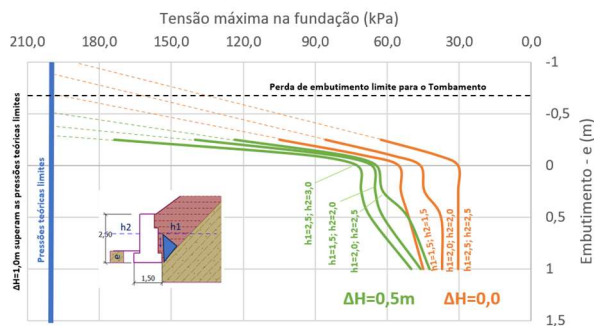 Tensão máxima na fundação (kPa)
210,0 180,0 150,0 120,0 90,0 60,0 30,0 0,0
-1
-0,5
0
0,5
1
1,5
Embutimento - e (m)
Perda de embutimento limite para o Tombamento
ΔH=1,0m superam as pressões teóricas limites
Pressões teóricas limites
h2
h1
2,50
1,50
h1=2,5; h2=3,0
h1=1,5; h2=2,0
h1=2,0; h2=2,5
h1=1,5; h2=1,5
h1=2,0; h2=2,0
h1=2,5; h2=2,5
ΔH=0,5m
ΔH=0,0